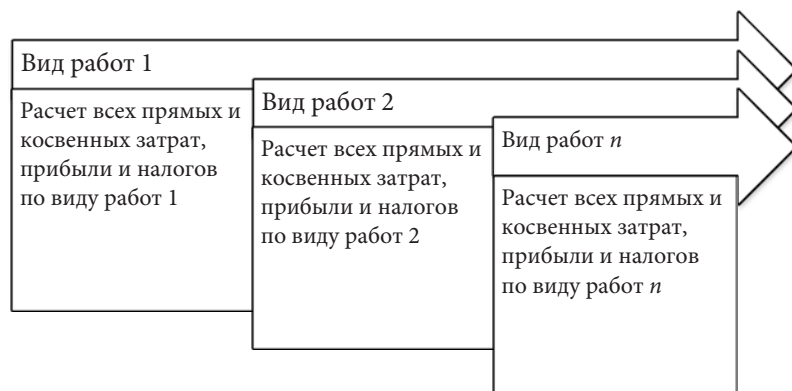 Вид работ 1
Расчет всех прямых и
косвенных затрат,
прибыли и налогов
по виду работ 1
Вид работ 2
Расчет всех прямых и
косвенных затрат,
прибыли и налогов
по виду работ 2
Вид работ n
Расчет всех прямых и
косвенных затрат,
прибыли и налогов
по виду работ n